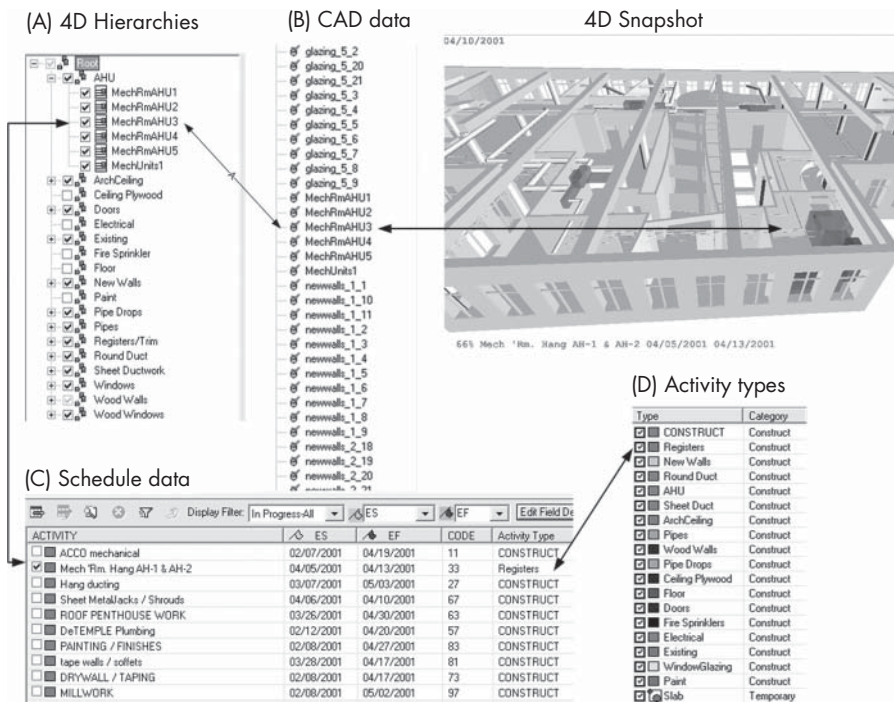 (A) 4D Hierarchies
(B) CAD data
4D Snapshot
Root
AHU
MechRmAHU1
MechRmAHU2
MechRmAHU3
MechRmAHU4
MechRmAHU5
MechUnits1
ArchCeiling
Ceiling Plywood
Doors
Electrical
Existing
Fire Sprinkler
Floor
New Walls
Paint
Pipe Drops
Pipes
Registers/Trim
Round Duct
Sheet Ductwork
Windows
Wood Walls
Wood Windows
glazing_5_2
glazing_5_20
glazing_5_21
glazing_5_3
glazing_5_4
glazing_5_5
glazing_5_6
glazing_5_7
glazing_5_8
glazing_5_9
MechRmAHU1
MechRmAHU2
MechRmAHU3
MechRmAHU4
MechRmAHU5
MechUnits1
newwalls_1_1
newwalls_1_10
newwalls_1_11
newwalls_1_2
newwalls_1_3
newwalls_1_4
newwalls_1_5
newwalls_1_6
newwalls_1_7
newwalls_1_8
newwalls_1_9
newwalls_2_18
newwalls_2_19
newwalls_2_20
newwalls_2_21
04/10/2001
66% Mech 'Rm. Hang AH-1 & AH-2 04/05/2001 04/13/2001
(C) Schedule data
Display Filter: In Progress-All ES EF Edit Field De
ACTIVITY ES EF CODE Activity Type
ACCO mechanical 02/07/2001 04/19/2001 11 CONSTRUCT
Mech 'Rm. Hang AH-1 & AH-2 04/05/2001 04/13/2001 33 Registers
Hang ducting 03/07/2001 05/03/2001 27 CONSTRUCT
Sheet Metal/Jacks / Shrouds 04/06/2001 04/10/2001 67 CONSTRUCT
ROOF PENTHOUSE WORK 03/26/2001 04/30/2001 63 CONSTRUCT
DeTEMPLE Plumbing 02/12/2001 04/20/2001 57 CONSTRUCT
PAINTING / FINISHES 02/08/2001 04/27/2001 83 CONSTRUCT
tape walls / soffets 03/28/2001 04/17/2001 81 CONSTRUCT
DRYWALL / TAPING 02/08/2001 04/17/2001 73 CONSTRUCT
MILLWORK 02/08/2001 05/02/2001 97 CONSTRUCT
(D) Activity types
Type Category
CONSTRUCT Construct
Registers Construct
New Walls Construct
Round Duct Construct
AHU Construct
Sheet Duct Construct
ArchCeiling Construct
Pipes Construct
Wood Walls Construct
Pipe Drops Construct
Ceiling Plywood Construct
Floor Construct
Doors Construct
Fire Sprinklers Construct
Electrical Construct
Existing Construct
WindowGlazing Construct
Paint Construct
Slab Temporary